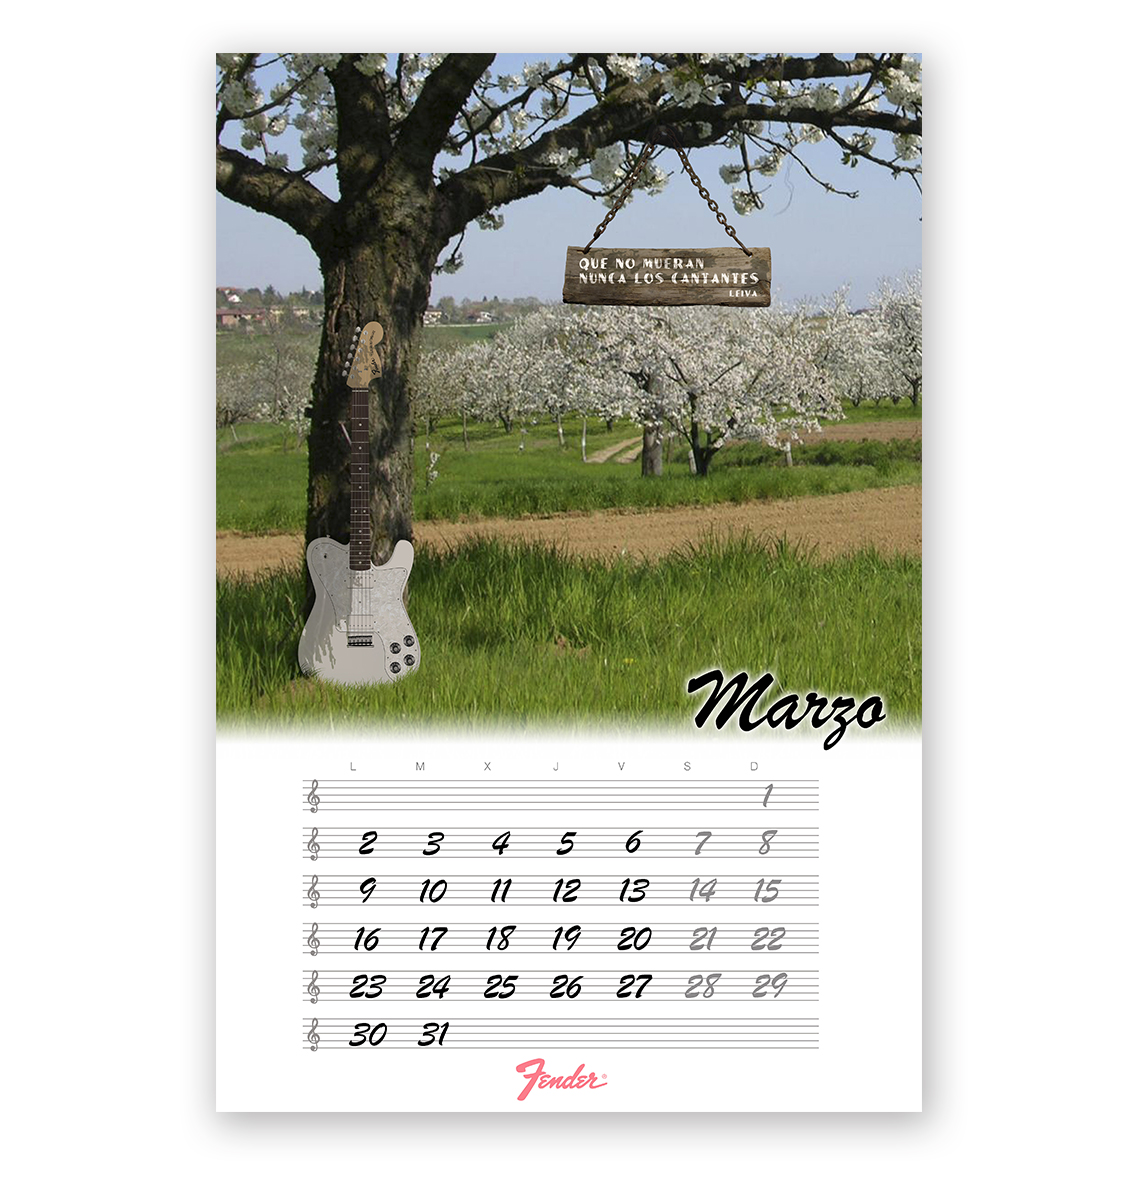 QUE NO MUERAN
NUNCA LOS CANTANTES
LEIVA
Marzo
L M X J V S D
1
2 3 4 5 6 7 8
9 10 11 12 13 14 15
16 17 18 19 20 21 22
23 24 25 26 27 28 29
30 31
Fender®